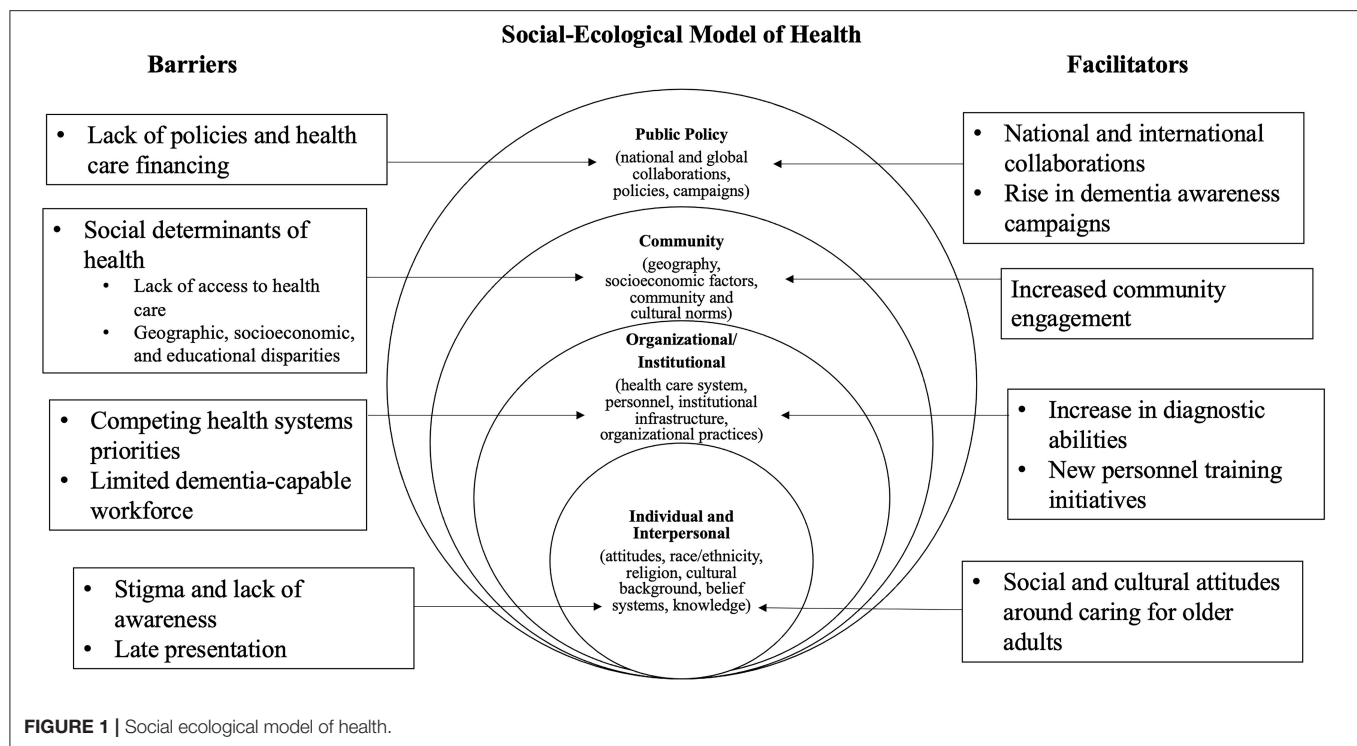 Social-Ecological Model of Health
Barriers
Facilitators
• Lack of policies and health
care financing
• Social determinants of
health
• Lack of access to health
care
• Geographic, socioeconomic,
and educational disparities
• Competing health systems
priorities
• Limited dementia-capable
workforce
• Stigma and lack of
awareness
• Late presentation
Public Policy
(national and global
collaborations,
policies, campaigns)
Community
(geography,
socioeconomic factors,
community and
cultural norms)
Organizational/
Institutional
(health care system,
personnel, institutional
infrastructure,
organizational practices)
Individual and
Interpersonal
(attitudes, race/ethnicity,
religion, cultural
background, belief
systems, knowledge)
• National and international
collaborations
• Rise in dementia awareness
campaigns
Increased community
engagement
• Increase in diagnostic
abilities
• New personnel training
initiatives
• Social and cultural attitudes
around caring for older
adults
FIGURE 1 | Social ecological model of health.